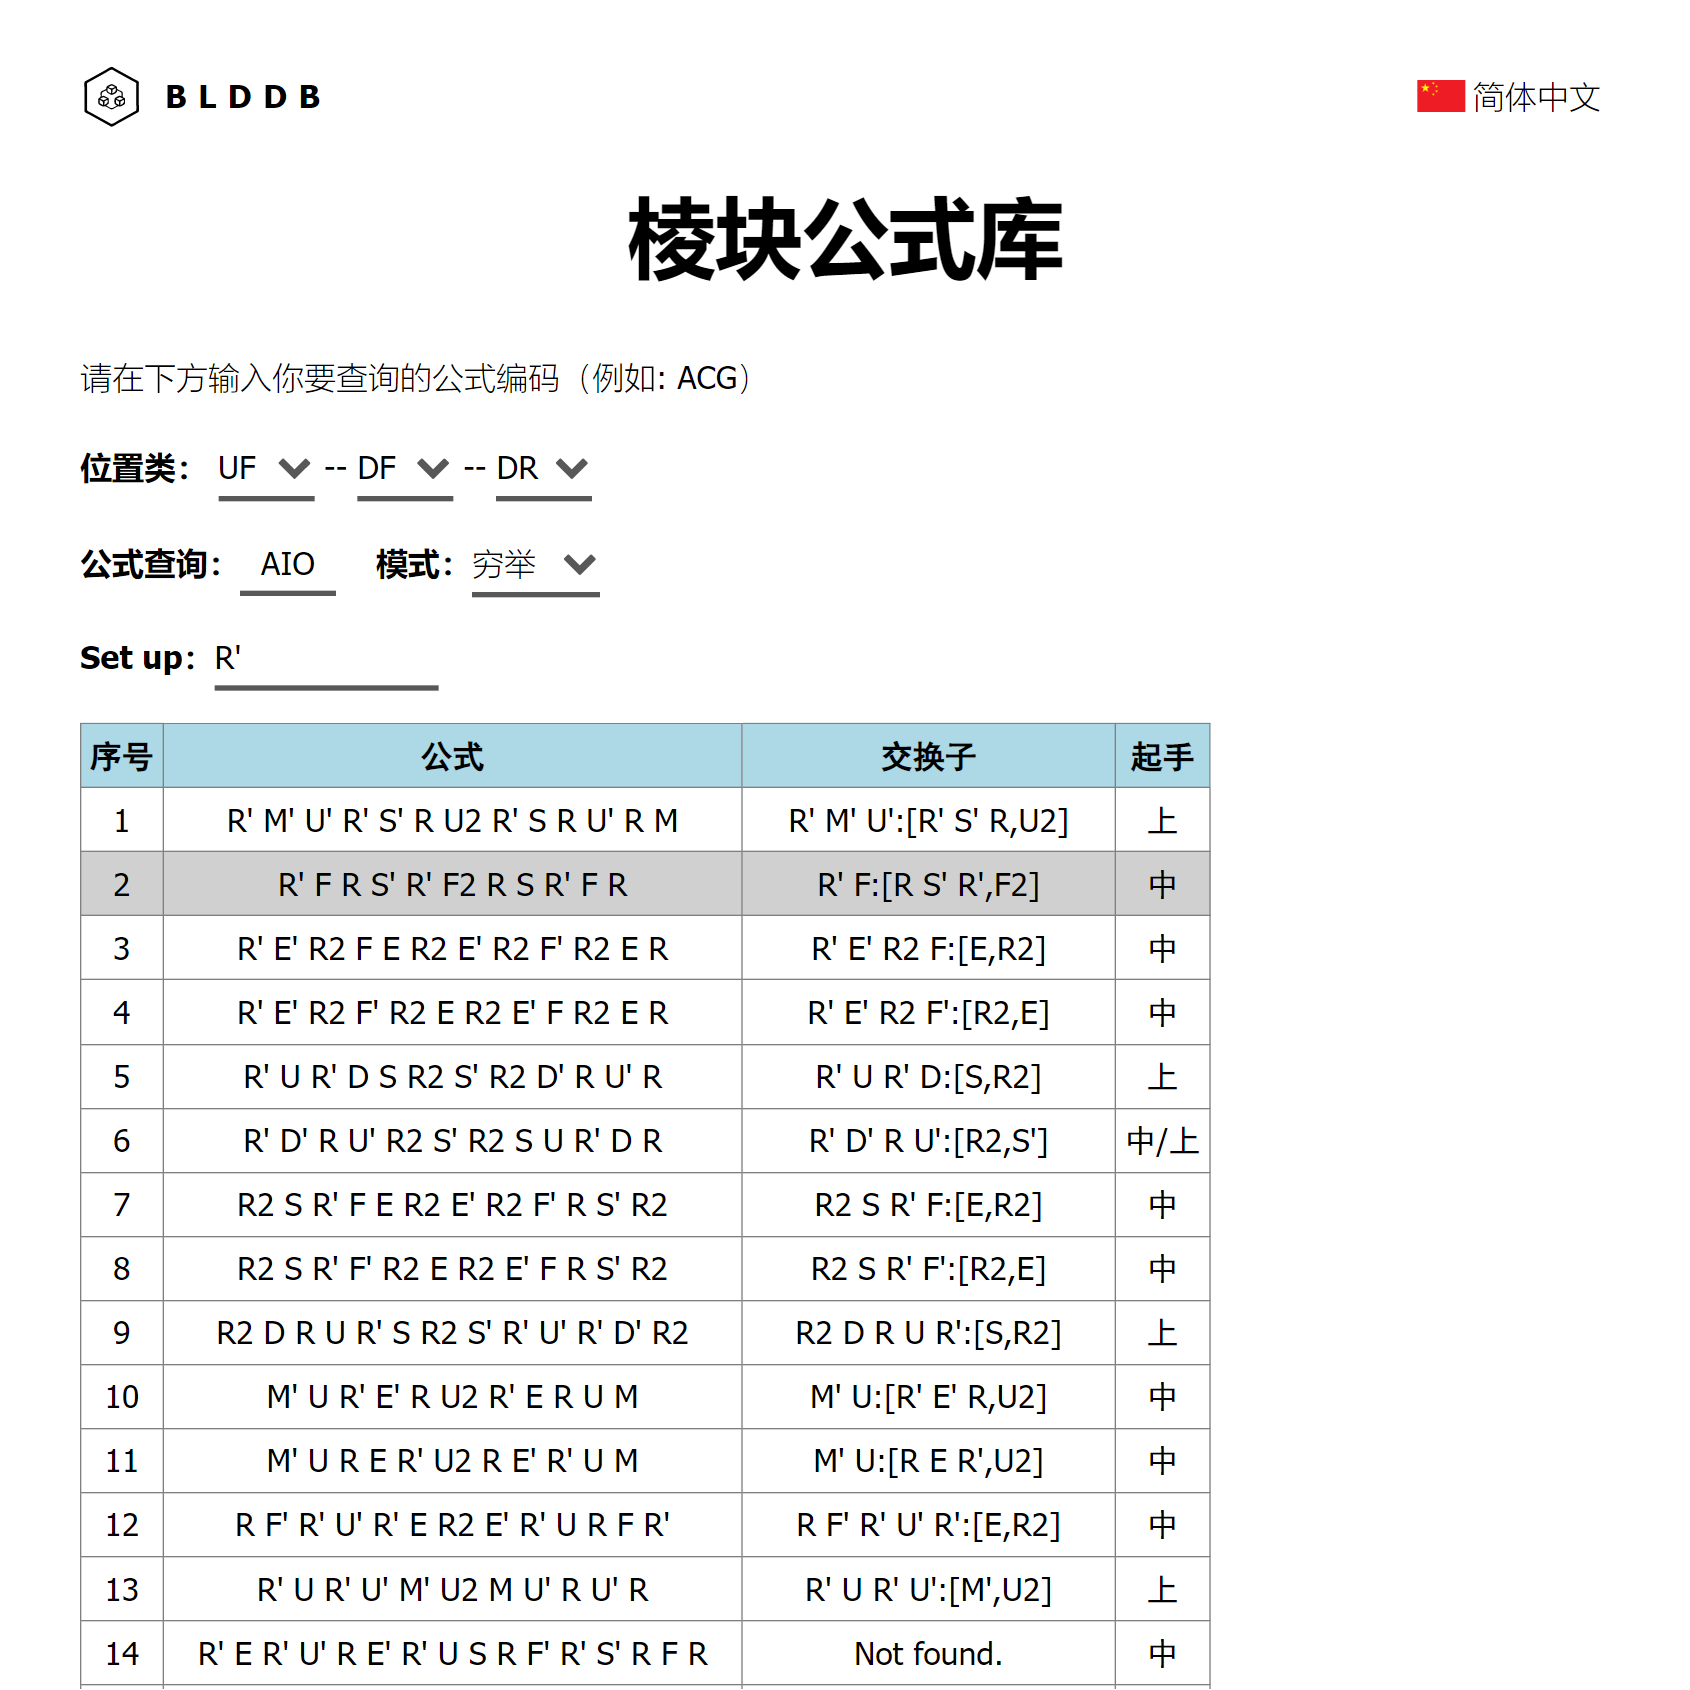 BLDDB
简体中文
棱块公式库
请在下方输入你要查询的公式编码（例如: ACG）
位置类： UF -- DF -- DR
公式查询： AIO 模式： 穷举
Set up： R'
序号 公式 交换子 起手
1 R' M' U' R' S' R U2 R' S R U' R M R' M' U':[R' S' R,U2] 上
2 R' F R S' R' F2 R S R' F R R' F:[R S' R',F2] 中
3 R' E' R2 F E R2 E' R2 F' R2 E R R' E' R2 F:[E,R2] 中
4 R' E' R2 F' R2 E R2 E' F R2 E R R' E' R2 F':[R2,E] 中
5 R' U R' D S R2 S' R2 D' R U' R R' U R' D:[S,R2] 上
6 R' D' R U' R2 S' R2 S U R' D R R' D' R U':[R2,S'] 中/上
7 R2 S R' F E R2 E' R2 F' R S' R2 R2 S R' F:[E,R2] 中
8 R2 S R' F' R2 E R2 E' F R S' R2 R2 S R' F':[R2,E] 中
9 R2 D R U R' S R2 S' R' U' R' D' R2 R2 D R U R':[S,R2] 上
10 M' U R' E' R U2 R' E R U M M' U:[R' E' R,U2] 中
11 M' U R E R' U2 R E' R' U M M' U:[R E R',U2] 中
12 R F' R' U' R' E R2 E' R' U R F R' R F' R' U' R':[E,R2] 中
13 R' U R' U' M' U2 M U' R U' R R' U R' U':[M',U2] 上
14 R' E R' U' R E' R' U S R F' R' S' R F R Not found. 中